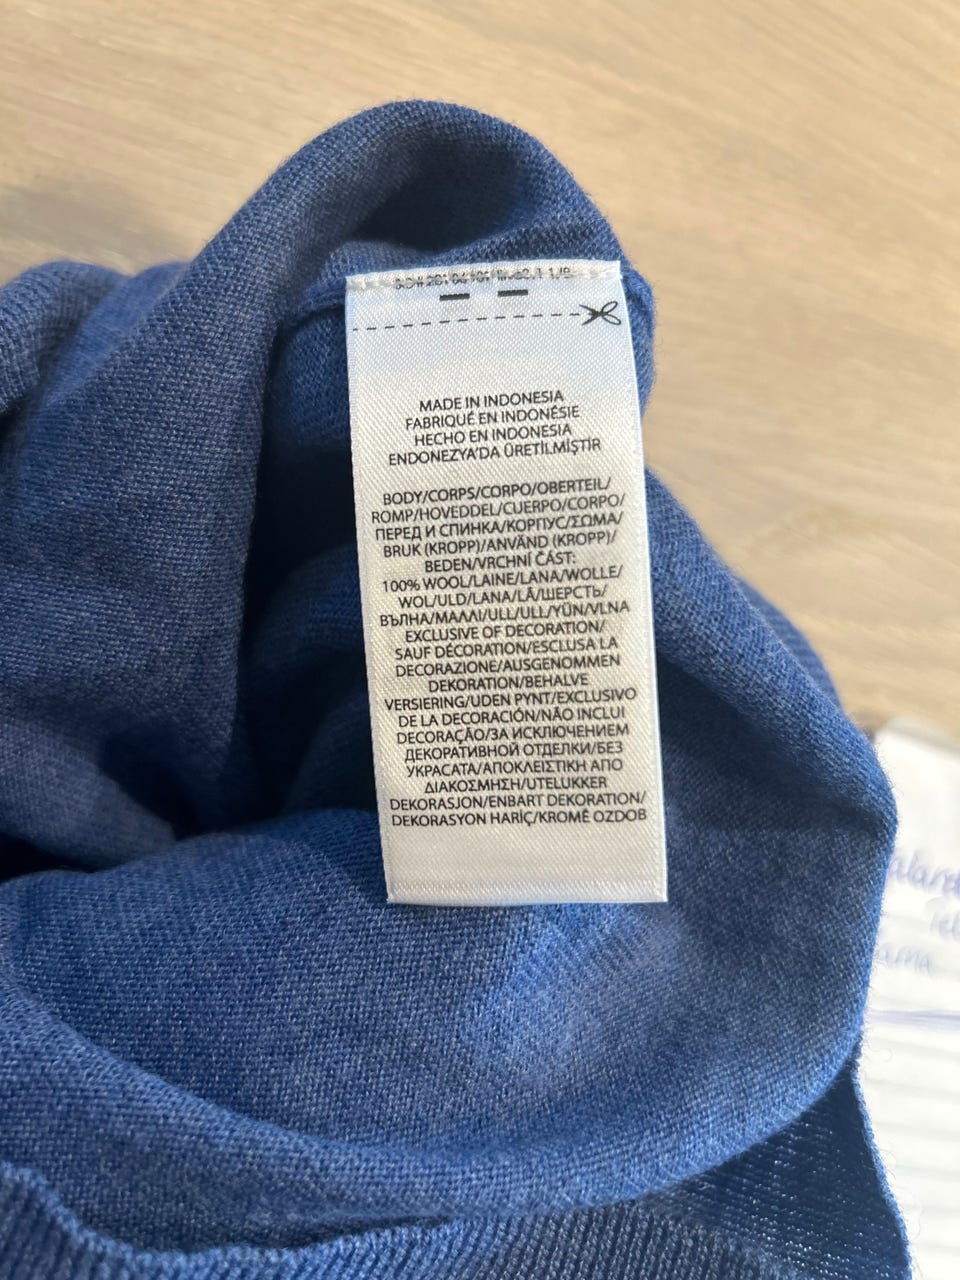 MADE IN INDONESIA
FABRIQUÉ EN INDONÉSIE
HECHO EN INDONESIA
ENDONEZYA'DA ÜRETİLMİŞTİR
BODY/CORPS/CORPO/OBERTEIL/
ROMP/HOVEDDEL/CUERPO/CORPO/
ПЕРЕД И СПИНКА/КОРПУС/ΣΩΜΑ/
BRUK (KROPP)/ANVÄND (KROPP)/
BEDEN/VRCHNÍ ČÁST:
100% WOOL/LAINE/LANA/WOLLE/
WOL/ULD/LANA/LÃ/ШЕРСТЬ/
ВЪЛНА/ΜΑΛΛΙ/ULL/ULL/YÜN/VLNA
EXCLUSIVE OF DECORATION/
SAUF DÉCORATION/ESCLUSA LA
DECORAZIONE/AUSGENOMMEN
DEKORATION/BEHALVE
VERSIERING/UDEN PYNT/EXCLUSIVO
DE LA DECORACIÓN/NÃO INCLUI
DECORAÇÃO/ЗА ИСКЛЮЧЕНИЕМ
ДЕКОРАТИВНОЙ ОТДЕЛКИ/БЕЗ
УКРАСАТА/ΑΠΟΚΛΕΙΣΤΙΚΗ ΑΠΟ
ΔΙΑΚΟΣΜΗΣΗ/UTELUKKER
DEKORASJON/ENBART DEKORATION/
DEKORASYON HARİÇ/KROMĚ OZDOB